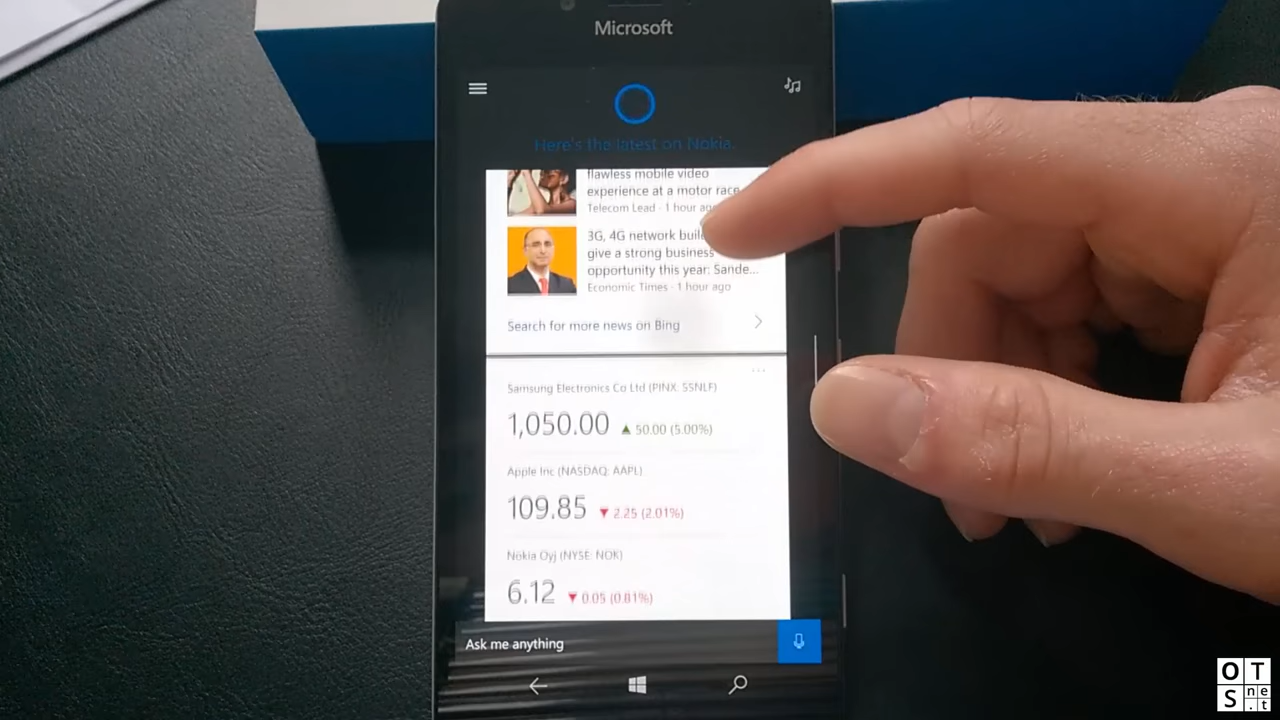 Microsoft
Here's the latest on Nokia.
flawless mobile video
experience at a motor race
Telecom Lead · 1 hour ago
3G, 4G network
give a strong business
opportunity this year: Sande...
Economic Times · 1 hour ago
Search for more news on Bing
Samsung Electronics Co Ltd (PINX: SSNLF)
1,050.00 ▲ 50.00 (5.00%)
Apple Inc (NASDAQ: AAPL)
109.85 ▼ 2.25 (2.01%)
Nokia Oyj (NYSE: NOK)
6.12 ▼ 0.05 (0.81%)
Ask me anything
O T
S ne
.t